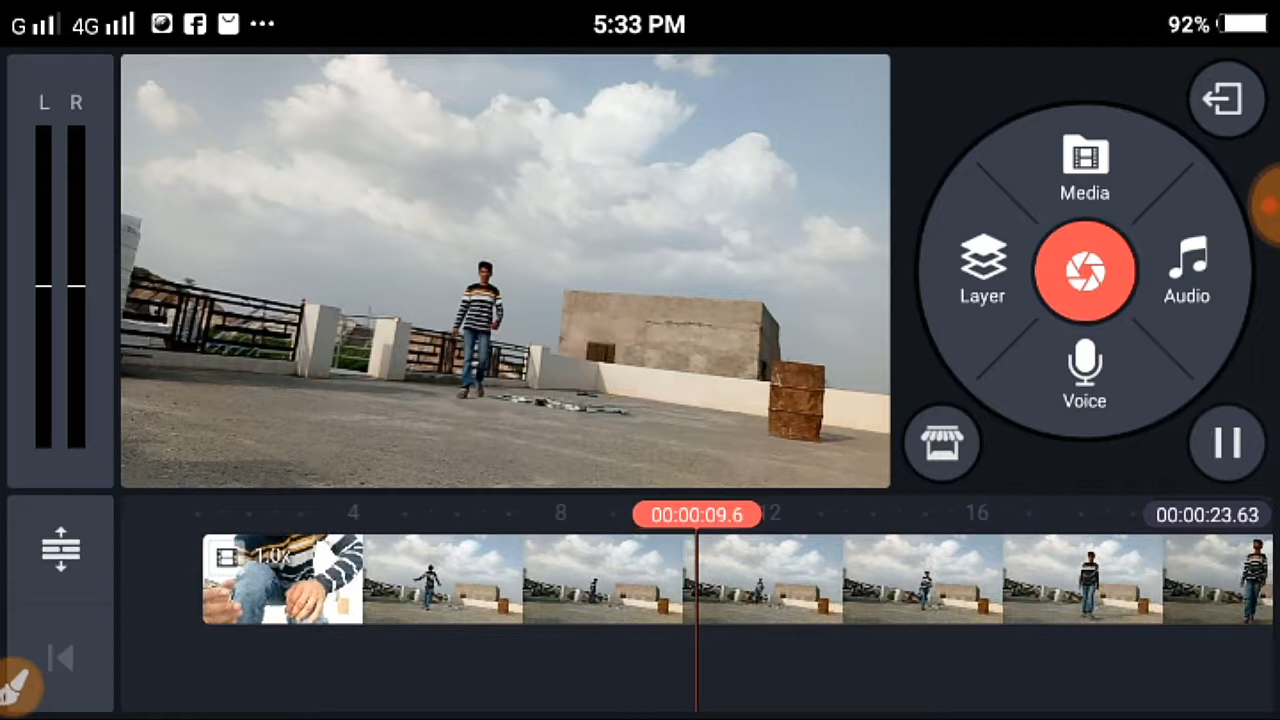 G 4G 5:33 PM 92%
L R
Media
Layer
Audio
Voice
4 8 00:00:09.6 12 16 00:00:23.63
1.0x